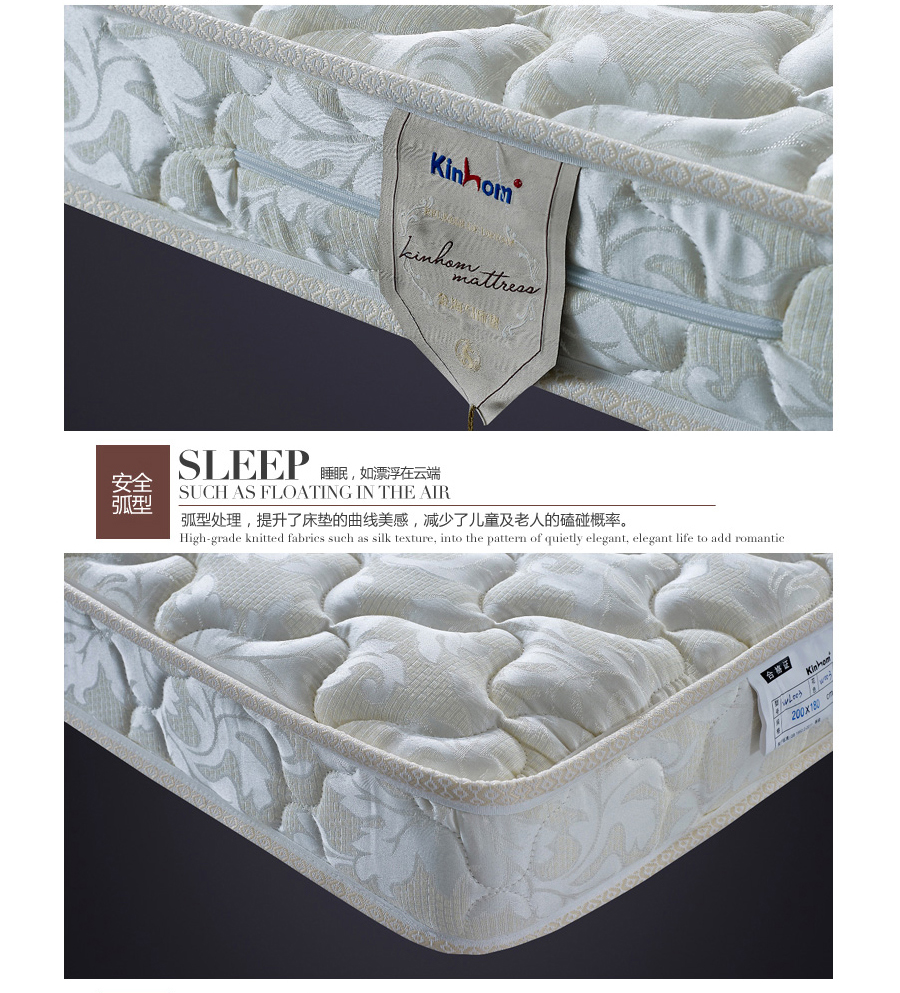 Kinhom
kinhom
mattress
安全
弧型
SLEEP 睡眠，如漂浮在云端
SUCH AS FLOATING IN THE AIR
弧型处理，提升了床垫的曲线美感，减少了儿童及老人的磕碰概率。
High-grade knitted fabrics such as silk texture, into the pattern of quietly elegant, elegant life to add romantic
合格证 Kinhom
200X180 cm